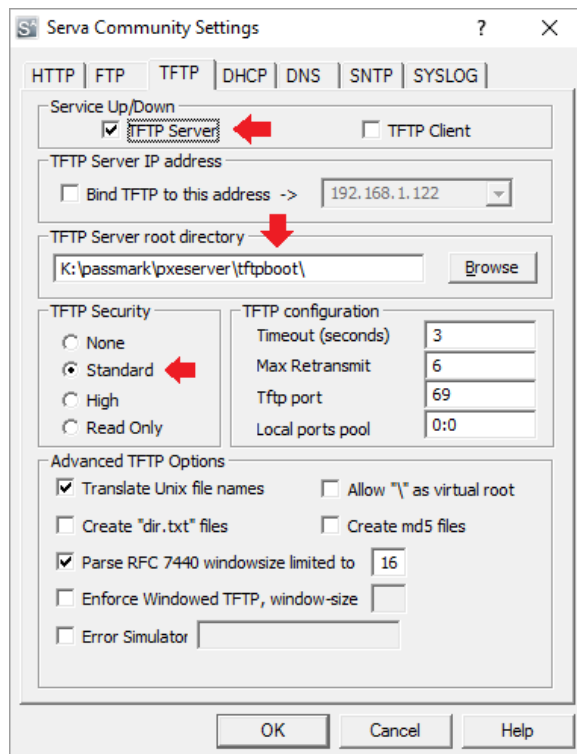 Serva Community Settings
HTTP FTP TFTP DHCP DNS SNTP SYSLOG
Service Up/Down
TFTP Server TFTP Client
TFTP Server IP address
Bind TFTP to this address -> 192.168.1.122
TFTP Server root directory
K:\passmark\pxeserver\tftpboot\ Browse
TFTP Security TFTP configuration
None Timeout (seconds) 3
Standard Max Retransmit 6
High Tftp port 69
Read Only Local ports pool 0:0
Advanced TFTP Options
Translate Unix file names Allow "\" as virtual root
Create "dir.txt" files Create md5 files
Parse RFC 7440 windowsize limited to 16
Enforce Windowed TFTP, window-size
Error Simulator
OK Cancel Help